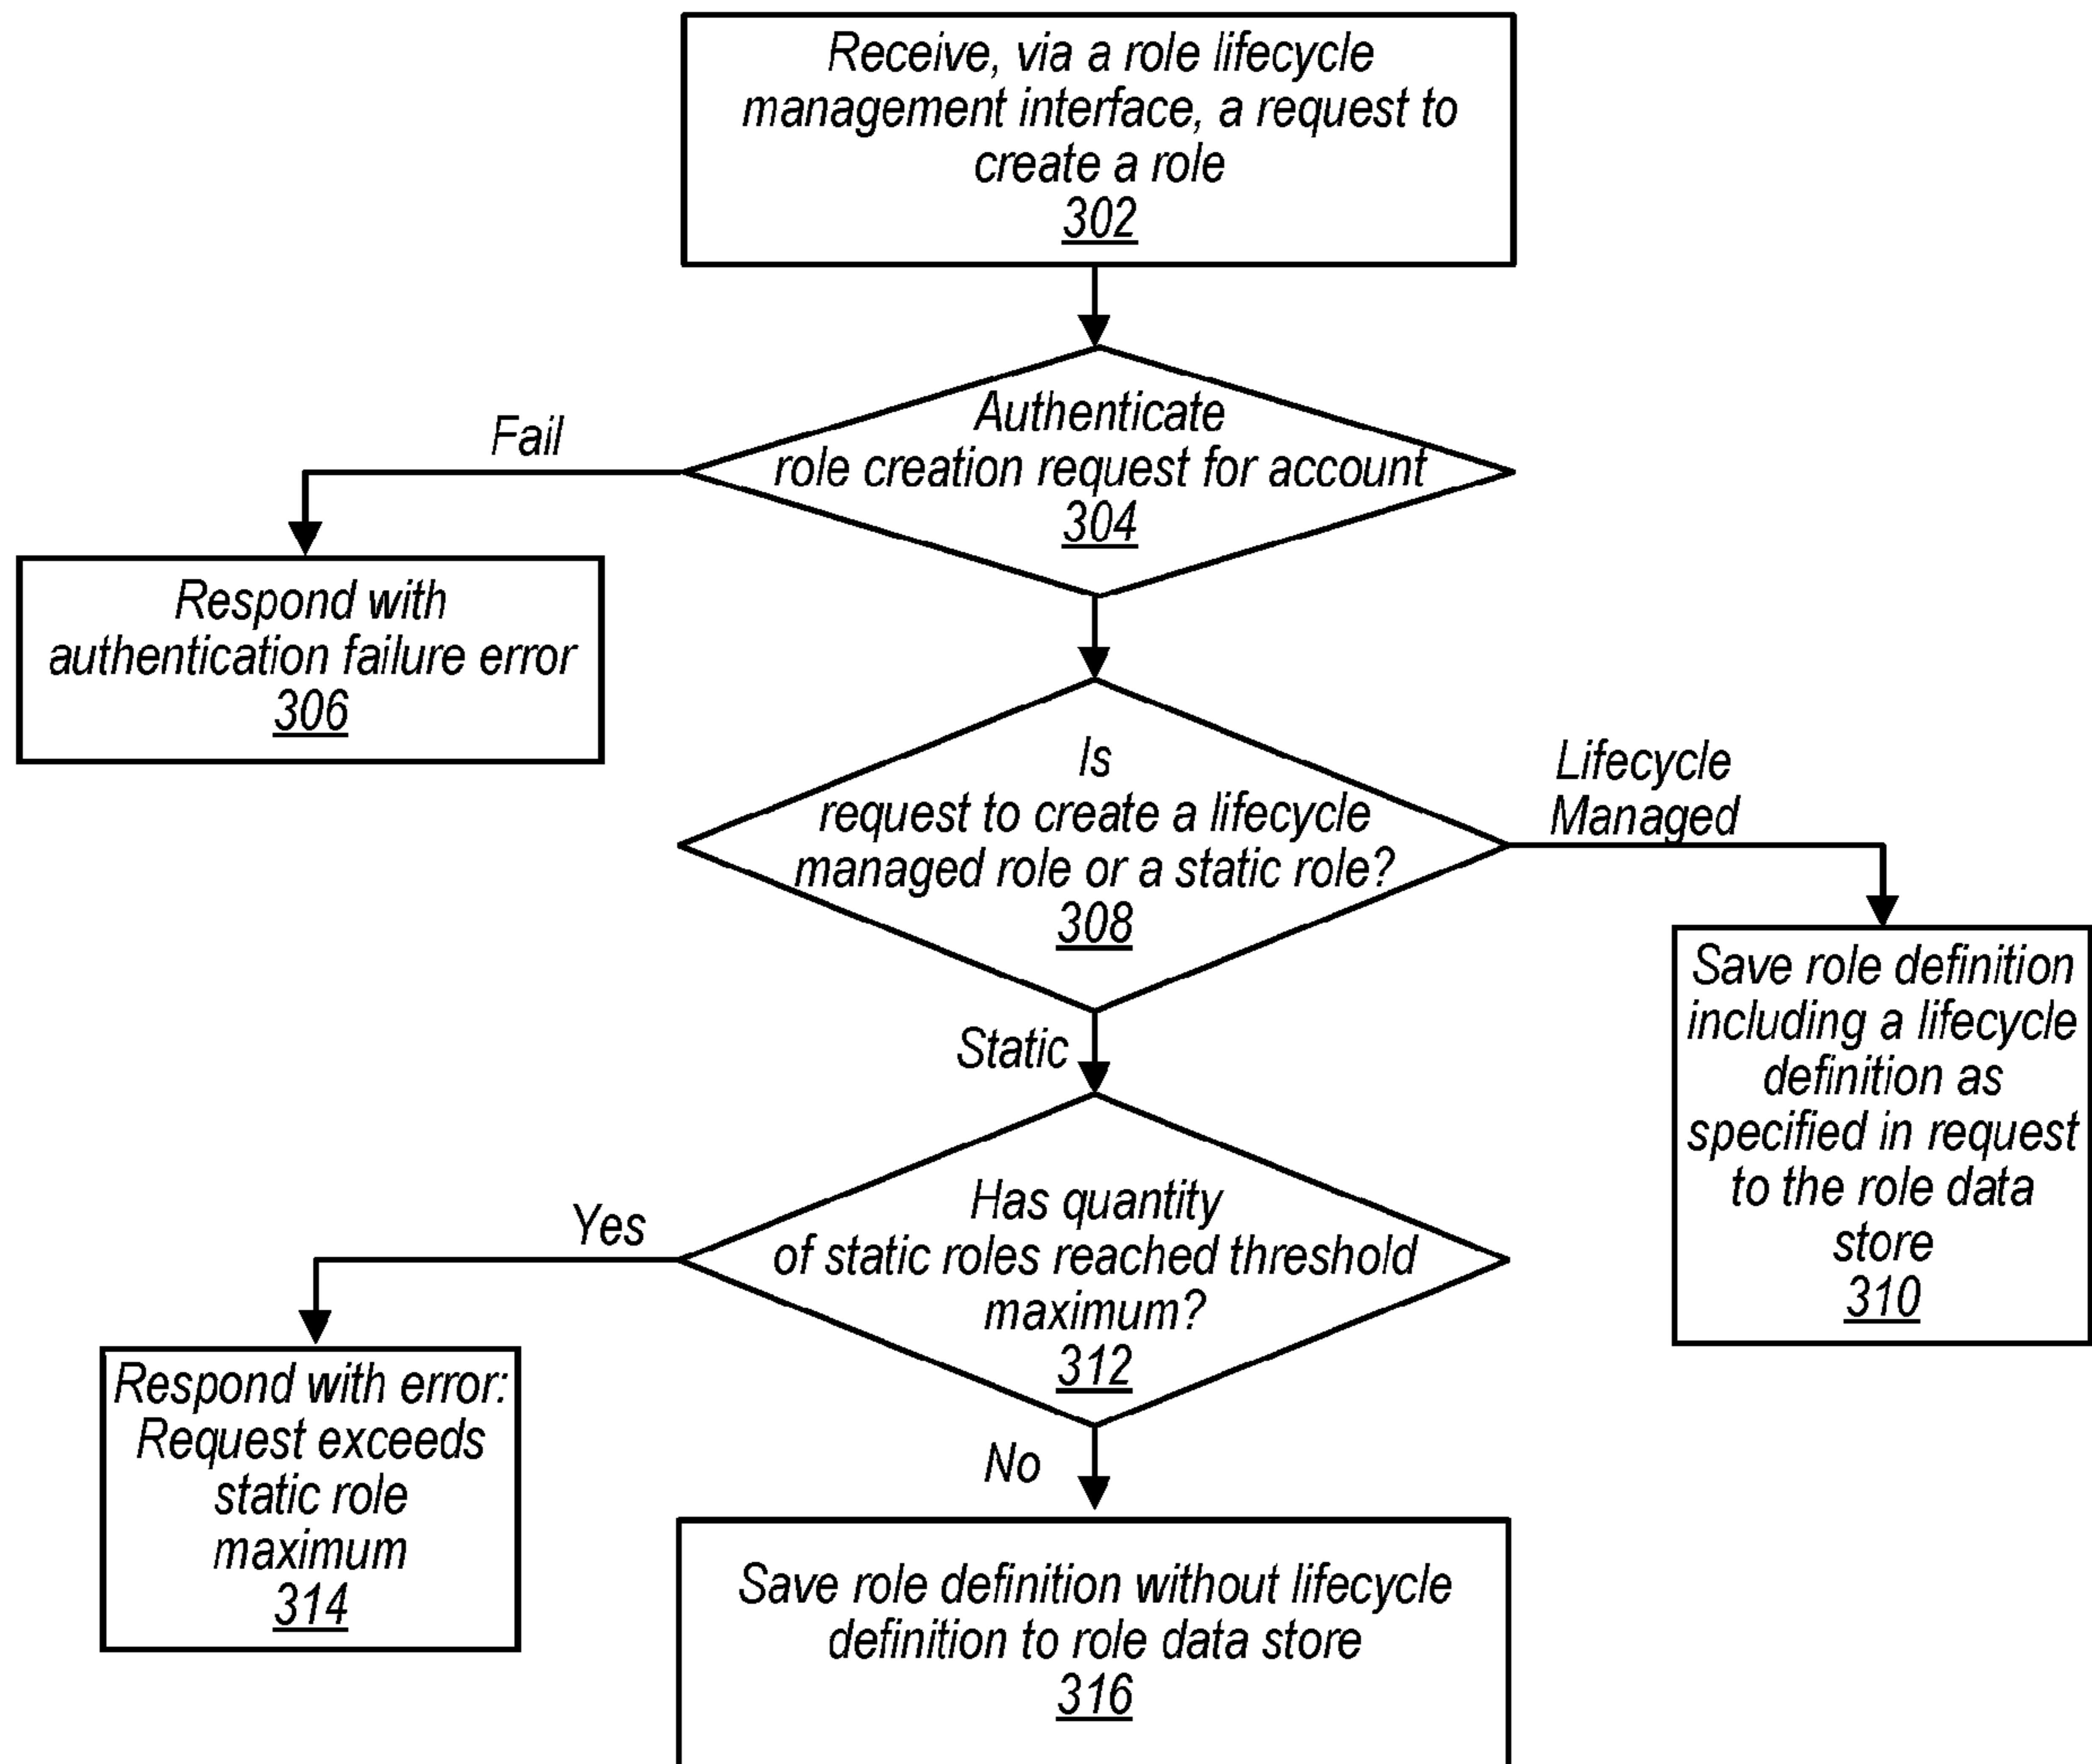 Receive, via a role lifecycle
management interface, a request to
create a role
302
Authenticate
role creation request for account
304
Fail
Respond with
authentication failure error
306
Is
request to create a lifecycle
managed role or a static role?
308
Lifecycle
Managed
Save role definition
including a lifecycle
definition as
specified in request
to the role data
store
310
Static
Has quantity
of static roles reached threshold
maximum?
312
Yes
Respond with error:
Request exceeds
static role
maximum
314
No
Save role definition without lifecycle
definition to role data store
316